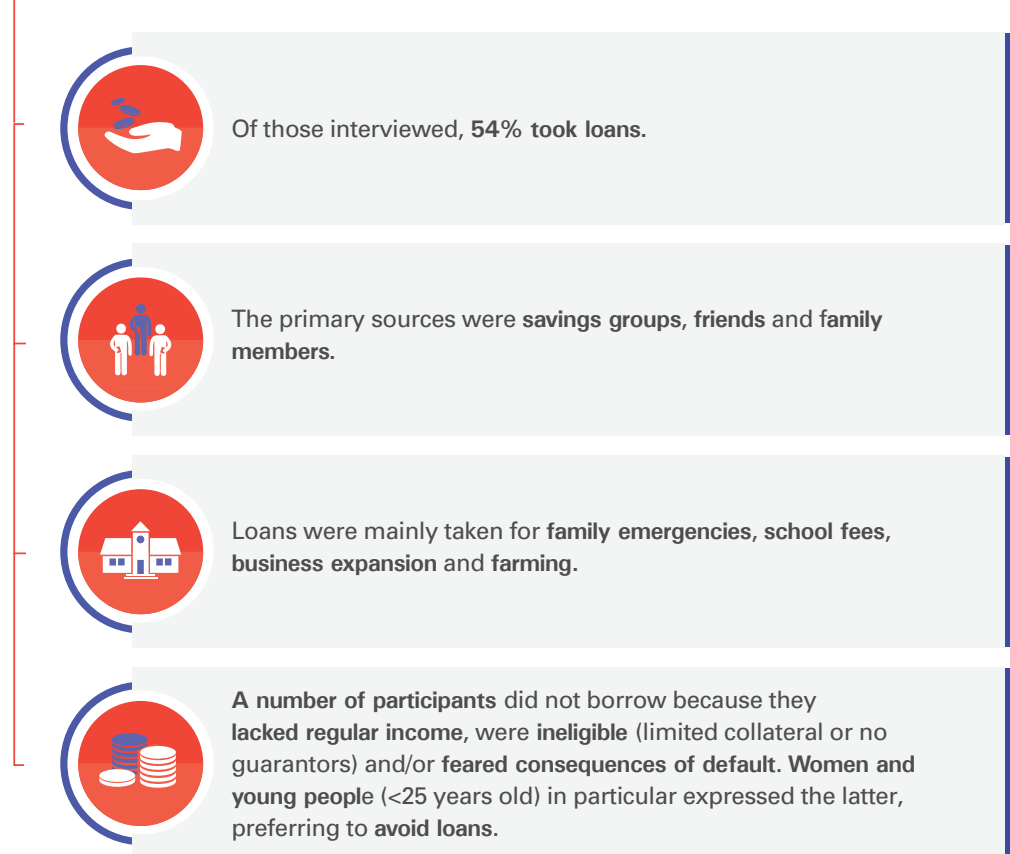 Of those interviewed, 54% took loans.
The primary sources were savings groups, friends and family
members.
Loans were mainly taken for family emergencies, school fees,
business expansion and farming.
A number of participants did not borrow because they
lacked regular income, were ineligible (limited collateral or no
guarantors) and/or feared consequences of default. Women and
young people (<25 years old) in particular expressed the latter,
preferring to avoid loans.